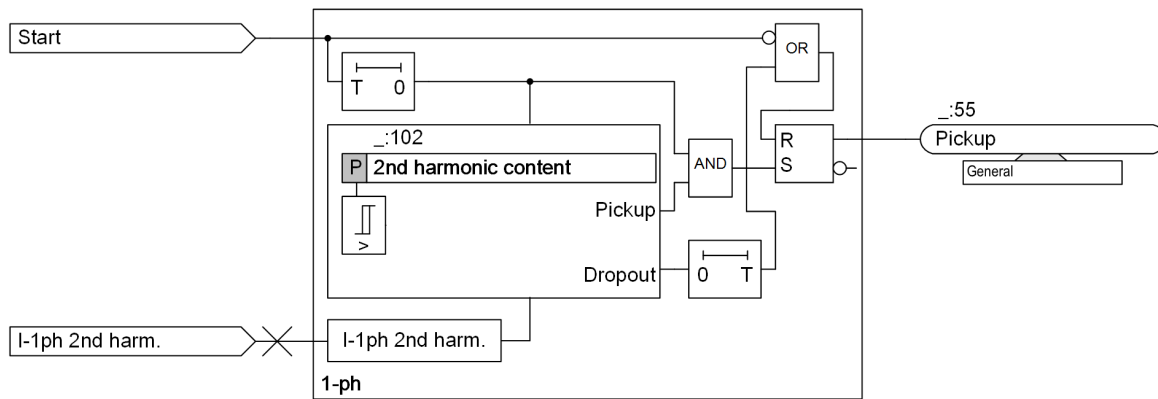 Start
OR
T 0
_:102
_:55
P 2nd harmonic content
AND
R
S
Pickup
General
Pickup
>
Dropout
0 T
I-1ph 2nd harm.
I-1ph 2nd harm.
1-ph